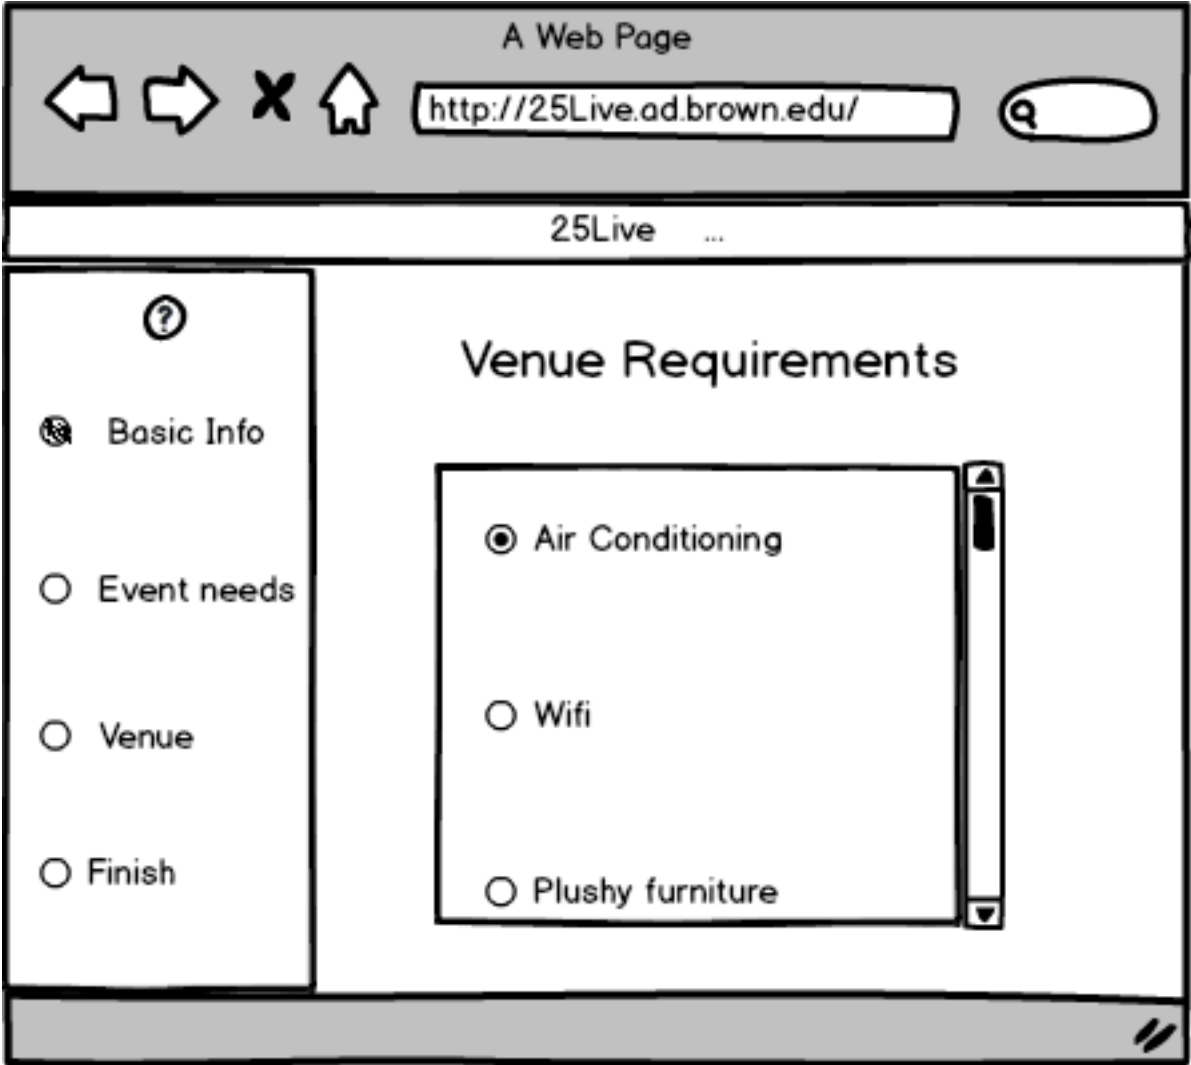 A Web Page
http://25Live.ad.brown.edu/
25Live ...
?
Basic Info
Event needs
Venue
Finish
Venue Requirements
Air Conditioning
Wifi
Plushy furniture